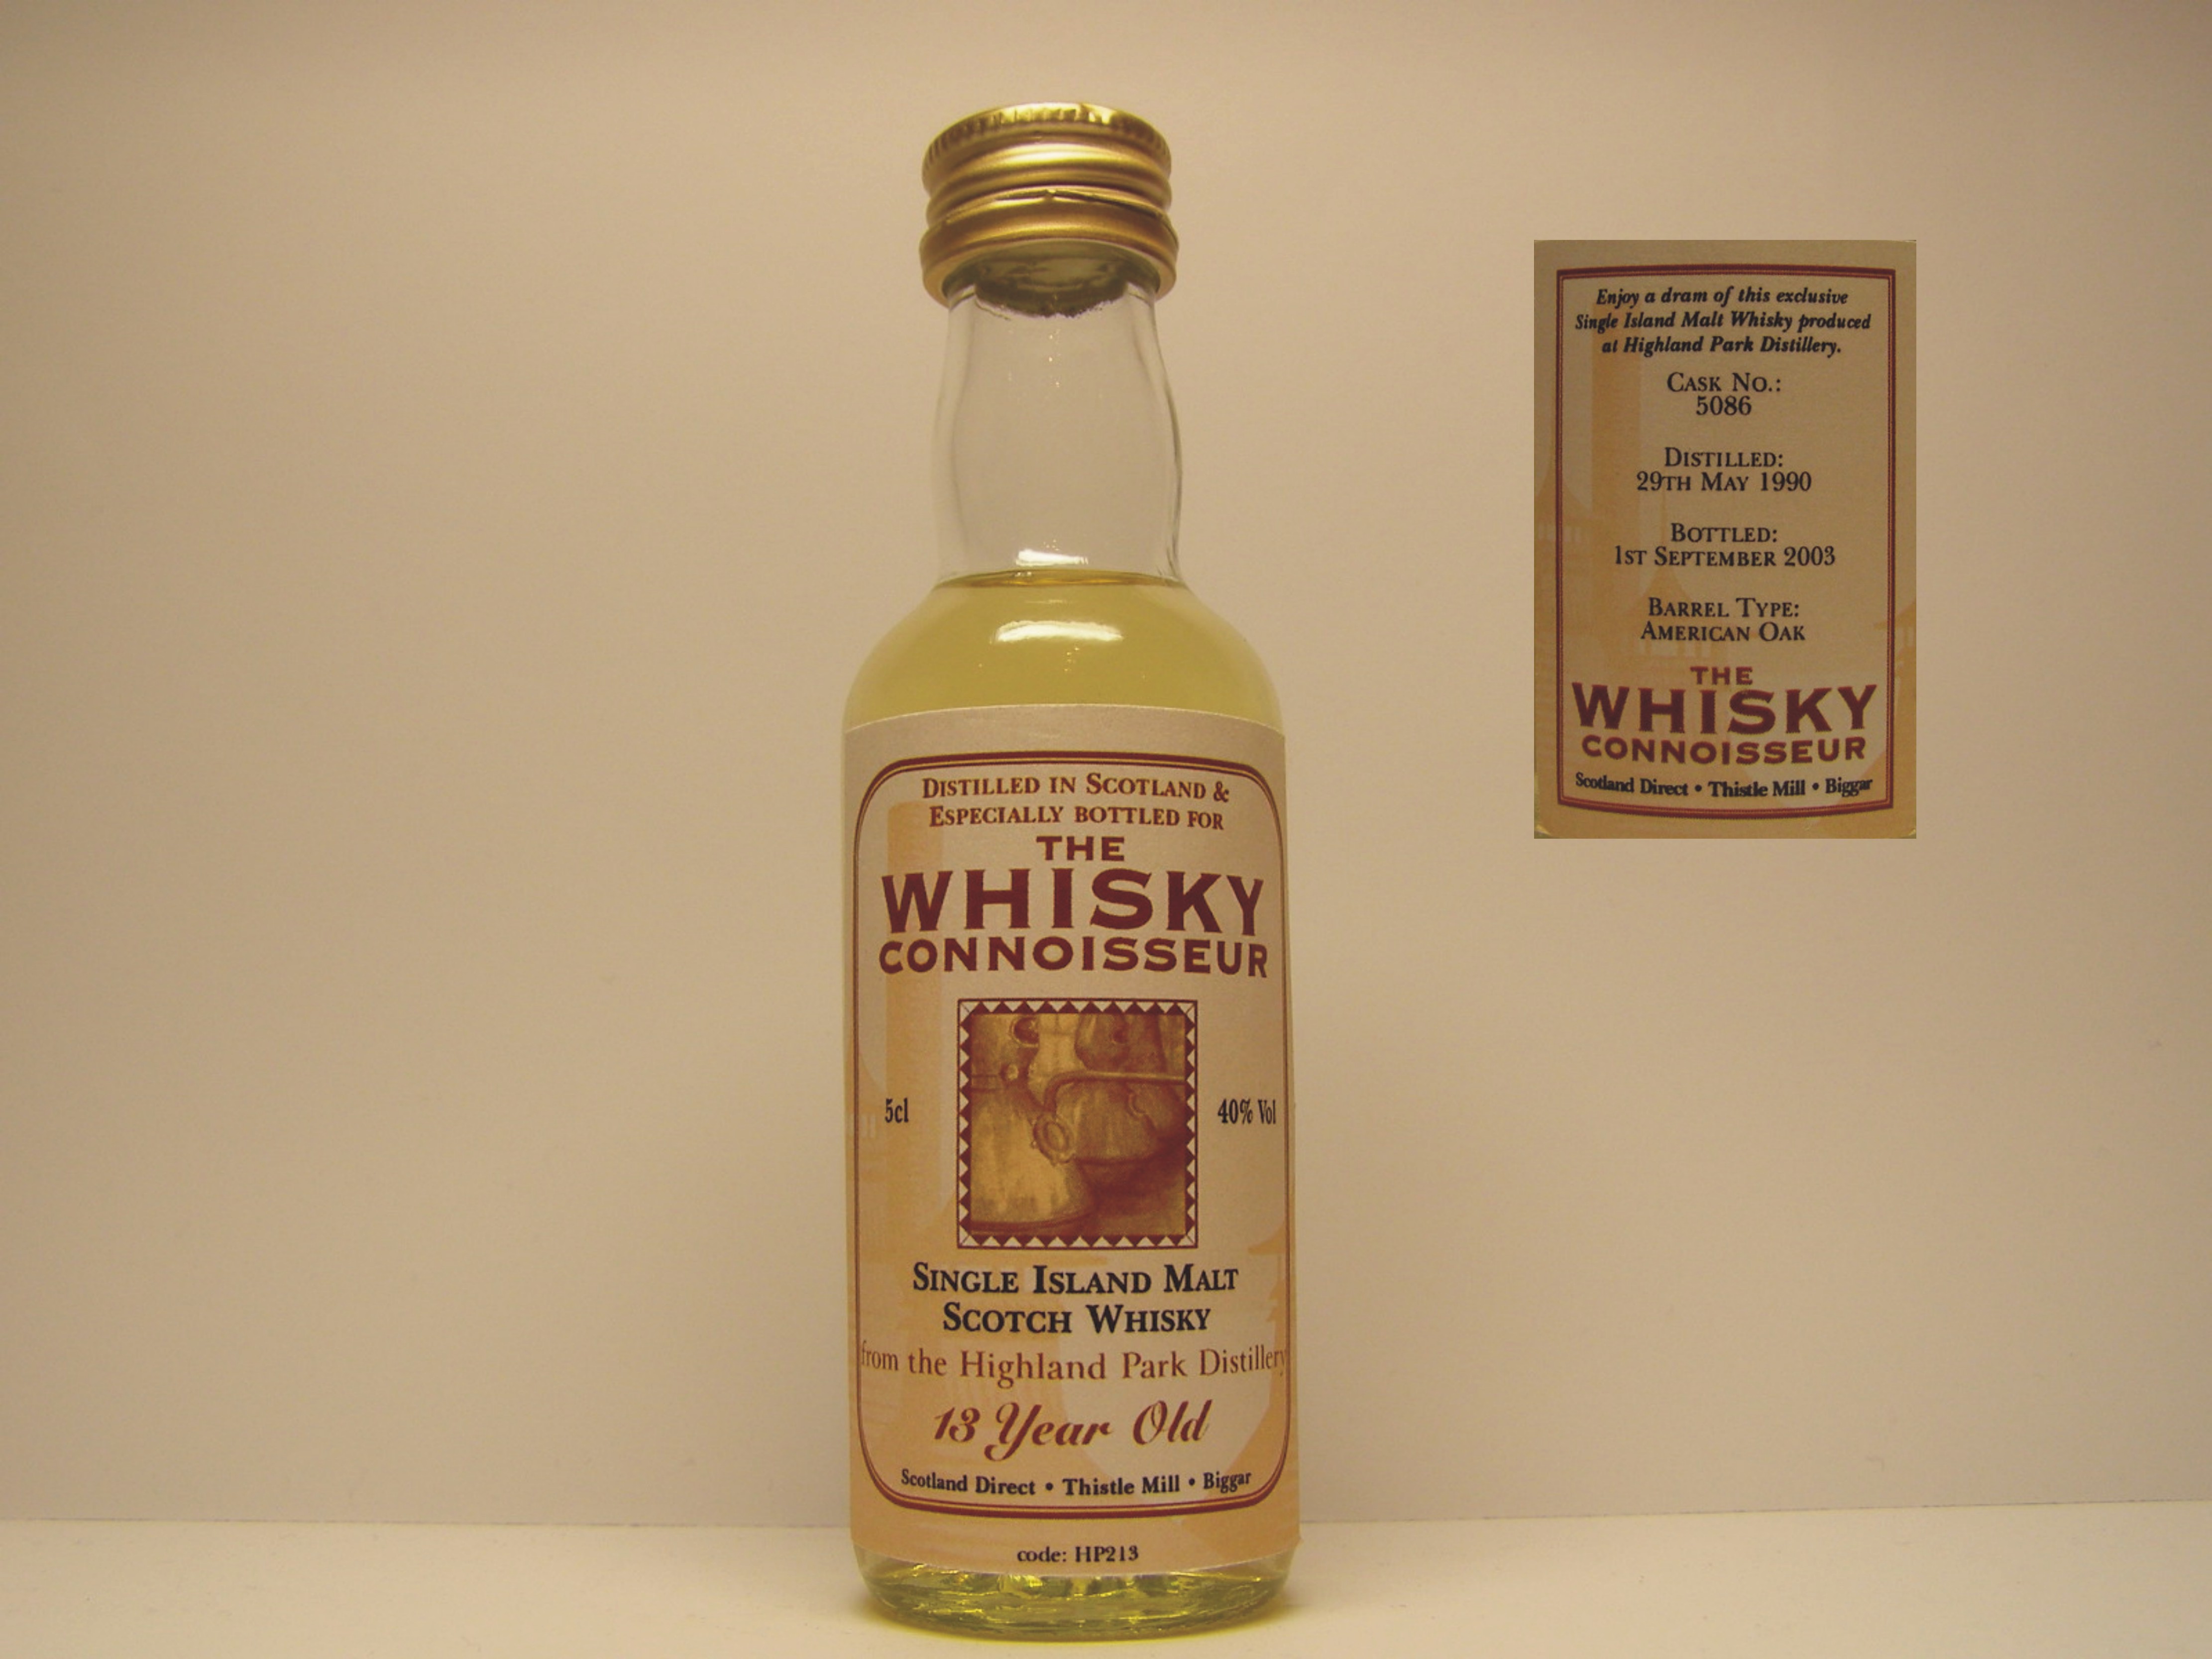 DISTILLED IN SCOTLAND &
ESPECIALLY BOTTLED FOR
THE
WHISKY
CONNOISSEUR
5cl
40% Vol
SINGLE ISLAND MALT
SCOTCH WHISKY
from the Highland Park Distillery
13 Year Old
Scotland Direct • Thistle Mill • Biggar
code: HP213
Enjoy a dram of this exclusive
Single Island Malt Whisky produced
at Highland Park Distillery.
CASK NO.:
5086
DISTILLED:
29TH MAY 1990
BOTTLED:
1ST SEPTEMBER 2003
BARREL TYPE:
AMERICAN OAK
THE
WHISKY
CONNOISSEUR
Scotland Direct • Thistle Mill • Biggar